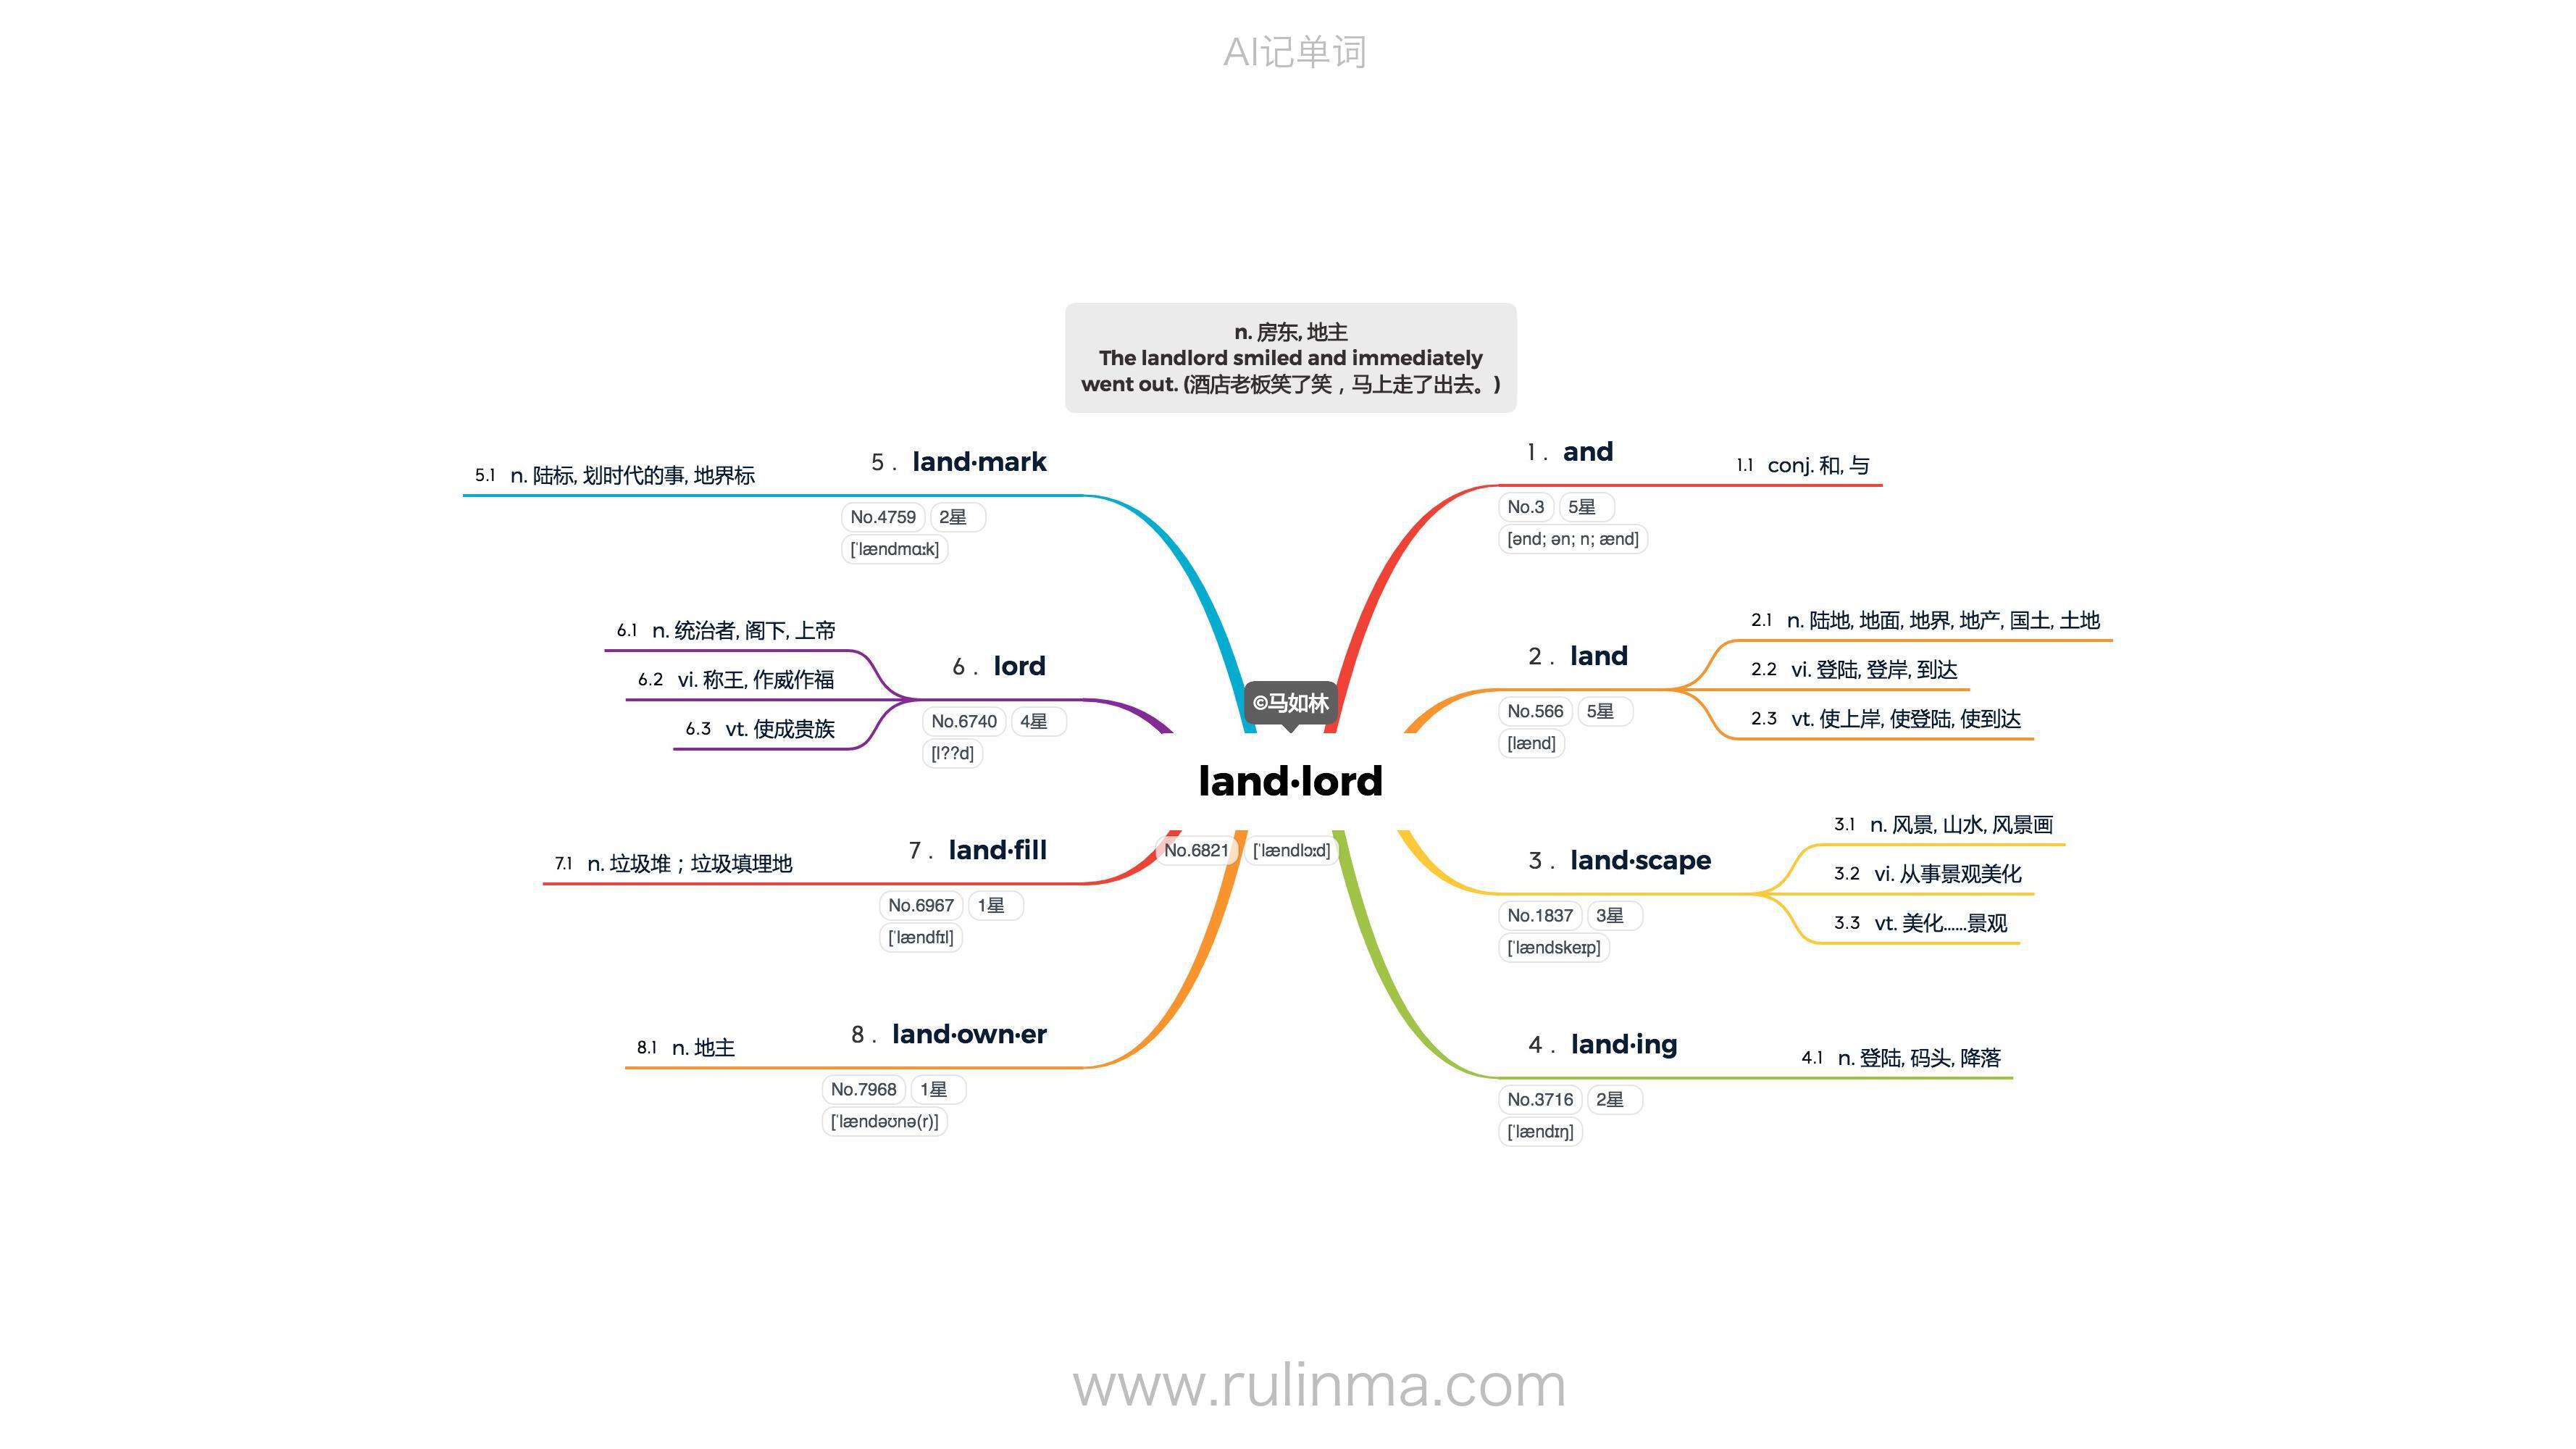 AI记单词
n. 房东, 地主
The landlord smiled and immediately
went out. (酒店老板笑了笑，马上走了出去。)
©马如林
land·lord
No.6821 [ˈlændlɔːd]
1 . and
No.3 5星
[ənd; ən; n; ænd]
1.1 conj. 和, 与
2 . land
No.566 5星
[lænd]
2.1 n. 陆地, 地面, 地界, 地产, 国土, 土地
2.2 vi. 登陆, 登岸, 到达
2.3 vt. 使上岸, 使登陆, 使到达
3 . land·scape
No.1837 3星
[ˈlændskeɪp]
3.1 n. 风景, 山水, 风景画
3.2 vi. 从事景观美化
3.3 vt. 美化……景观
4 . land·ing
No.3716 2星
[ˈlændɪŋ]
4.1 n. 登陆, 码头, 降落
5 . land·mark
No.4759 2星
[ˈlændmɑːk]
5.1 n. 陆标, 划时代的事, 地界标
6 . lord
No.6740 4星
[l??d]
6.1 n. 统治者, 阁下, 上帝
6.2 vi. 称王, 作威作福
6.3 vt. 使成贵族
7 . land·fill
No.6967 1星
[ˈlændfɪl]
7.1 n. 垃圾堆；垃圾填埋地
8 . land·own·er
No.7968 1星
[ˈlændəʊnə(r)]
8.1 n. 地主
www.rulinma.com